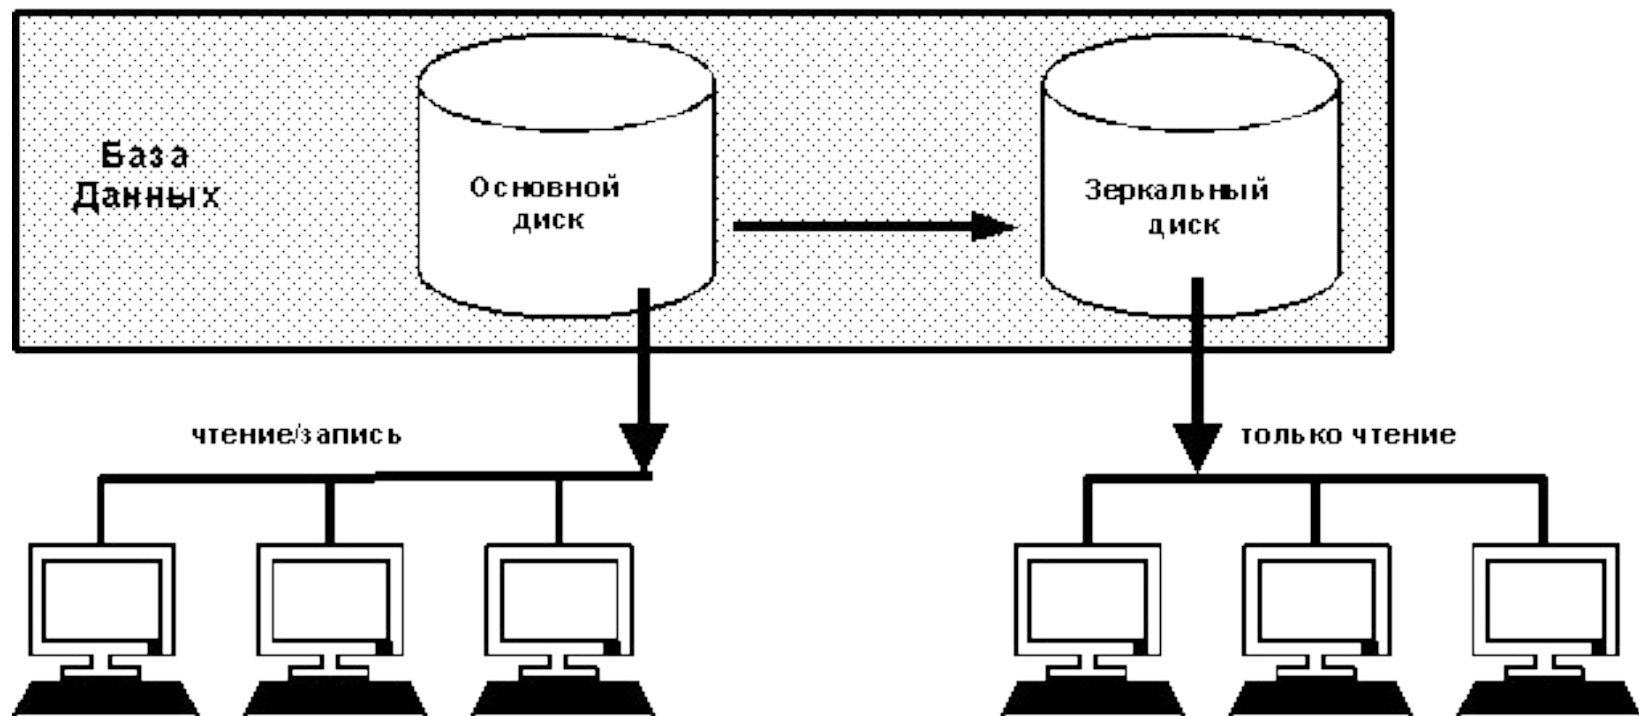 База
Данных
Основной
диск
Зеркальный
диск
чтение/запись
только чтение